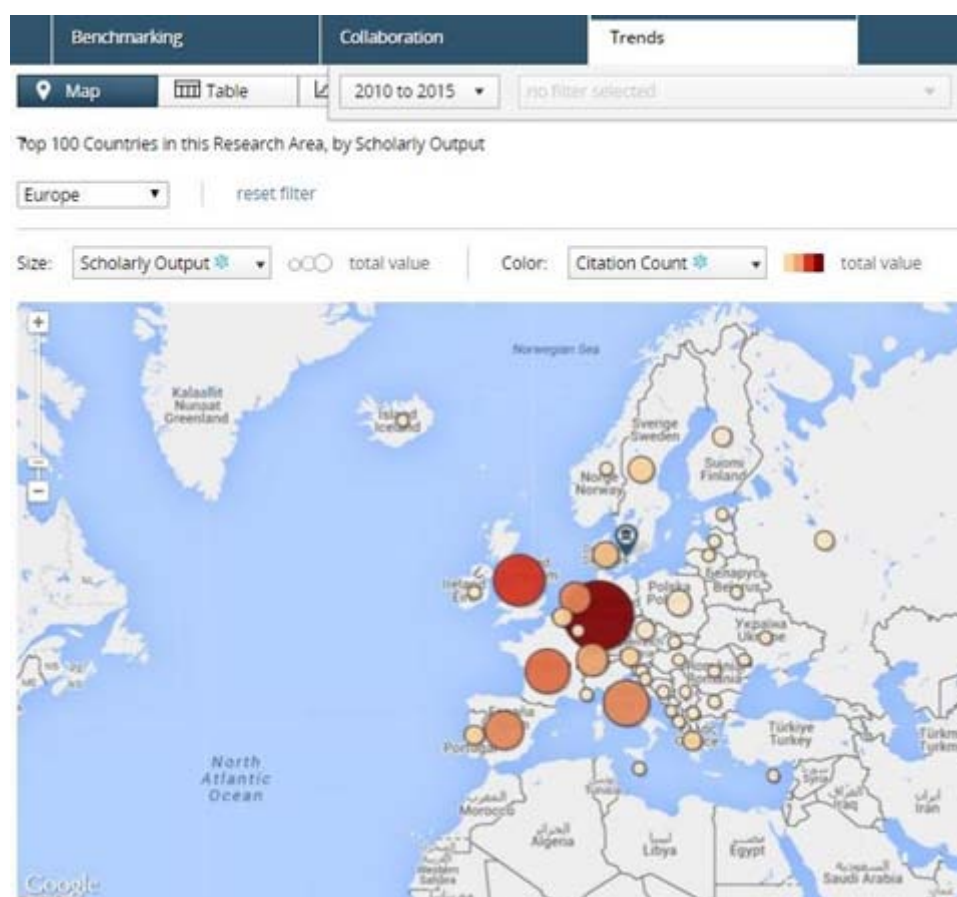 Benchmarking
Collaboration
Trends
Map
Table
2010 to 2015
no filter selected
Top 100 Countries in this Research Area, by Scholarly Output
Europe
reset filter
Size:
Scholarly Output
total value
Color:
Citation Count
total value
Norwegian Sea
Kalaallit
Nunaat
Greenland
Iceland
Sverige
Sweden
Suomi
Finland
Norge
Norway
Polska
Беларусь
Україна
Türkiye
Turkey
North
Atlantic
Ocean
Morocco
Algeria
Libya
Egypt
Iraq
Iran
Saudi Arabia
Google